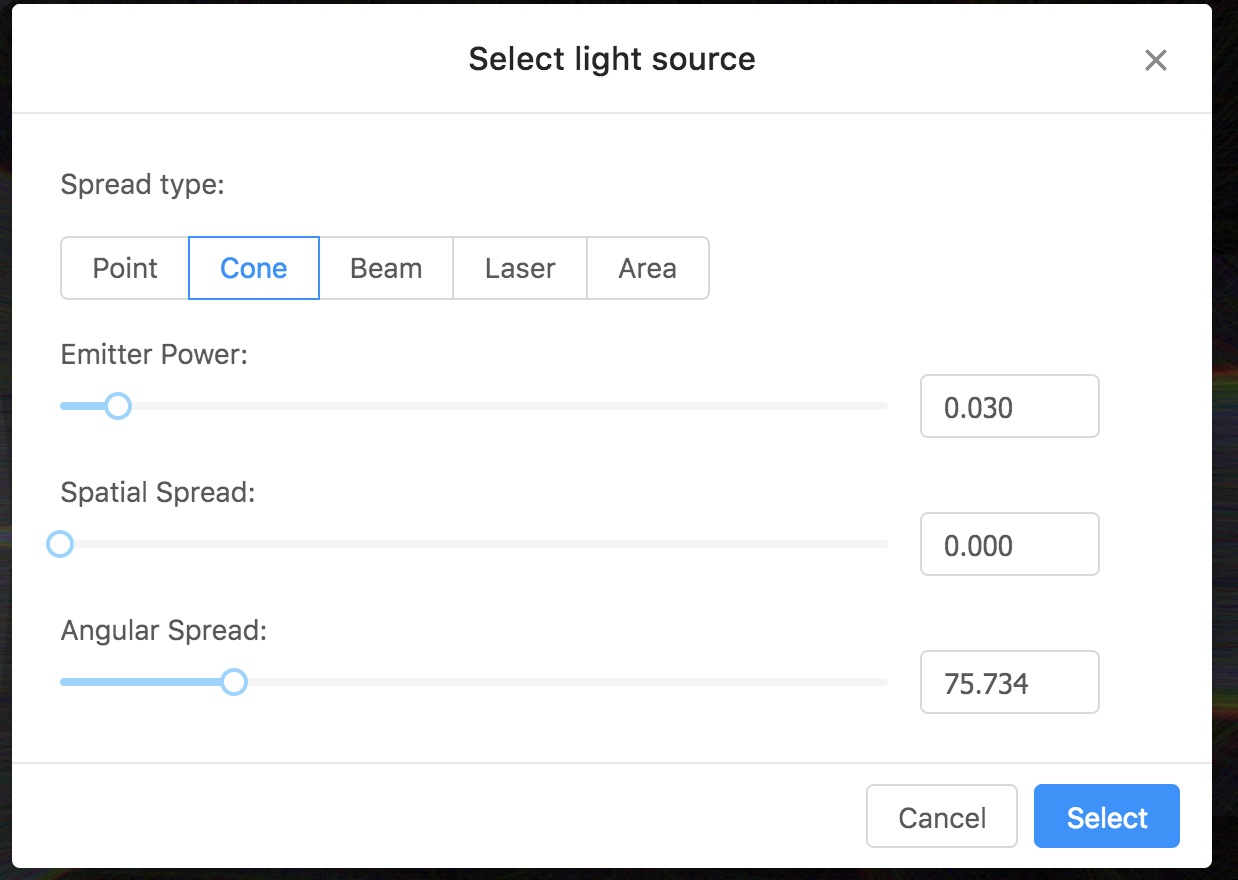 Select light source
Spread type:
Point Cone Beam Laser Area
Emitter Power:
0.030
Spatial Spread:
0.000
Angular Spread:
75.734
Cancel Select